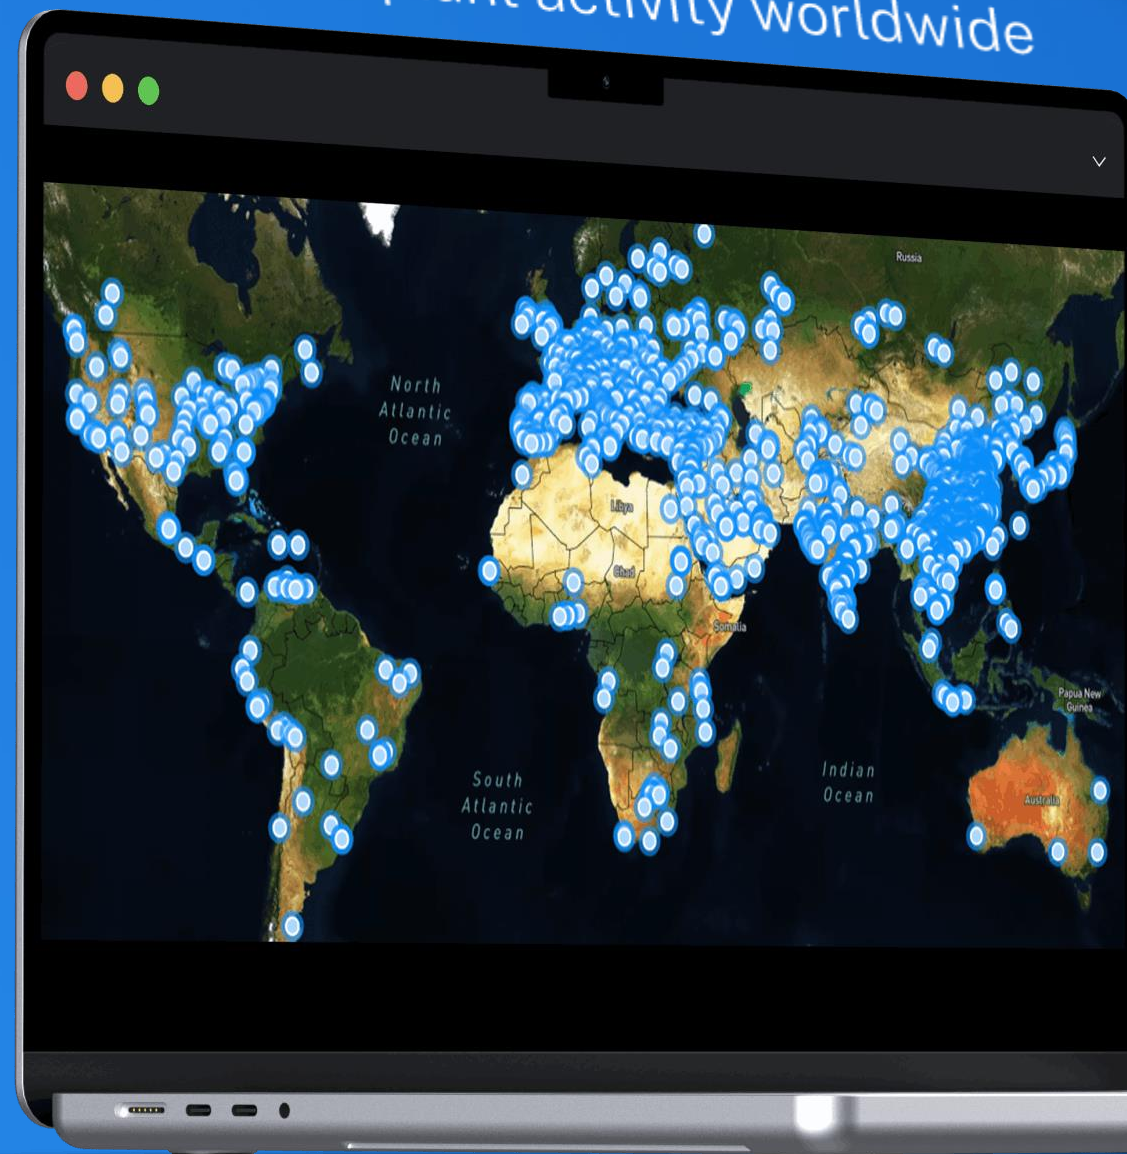 activity worldwide
Russia
North
Atlantic
Ocean
Libya
Chad
Somalia
Papua New
Guinea
South
Atlantic
Ocean
Indian
Ocean
Australia